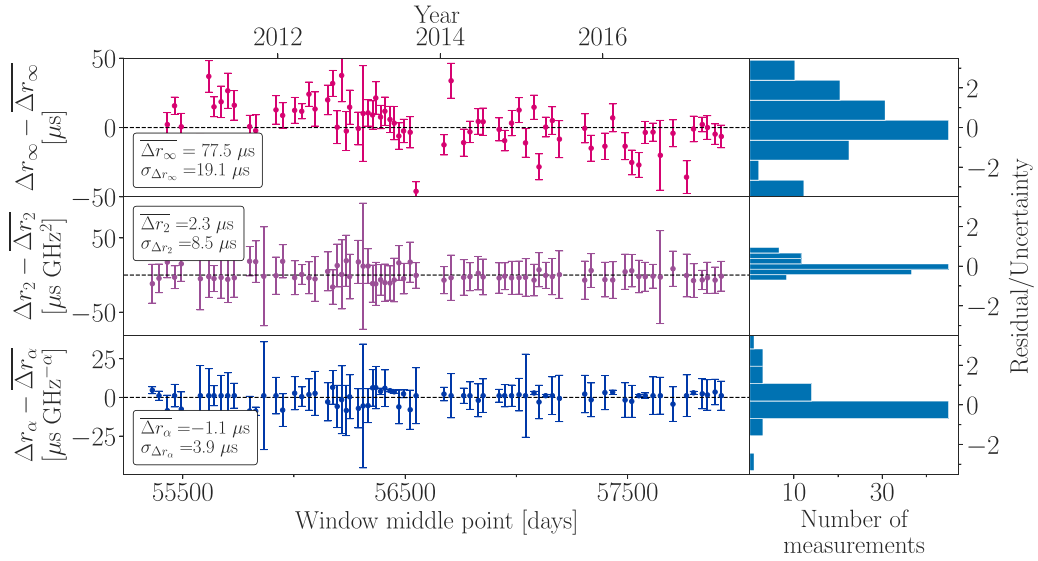 Year
2012
2014
2016
Δr∞ − Δr∞
[μs]
50
0
−50
Δr∞ = 77.5 μs
σΔr∞ = 19.1 μs
2
0
−2
Δr2 − Δr2
[μs GHz²]
50
0
−50
Δr2 = 2.3 μs
σΔr2 = 8.5 μs
2
0
−2
Residual/Uncertainty
Δrα − Δrα
[μs GHz−α]
25
0
−25
Δrα = −1.1 μs
σΔrα = 3.9 μs
2
0
−2
55500
56500
57500
Window middle point [days]
10
30
Number of
measurements